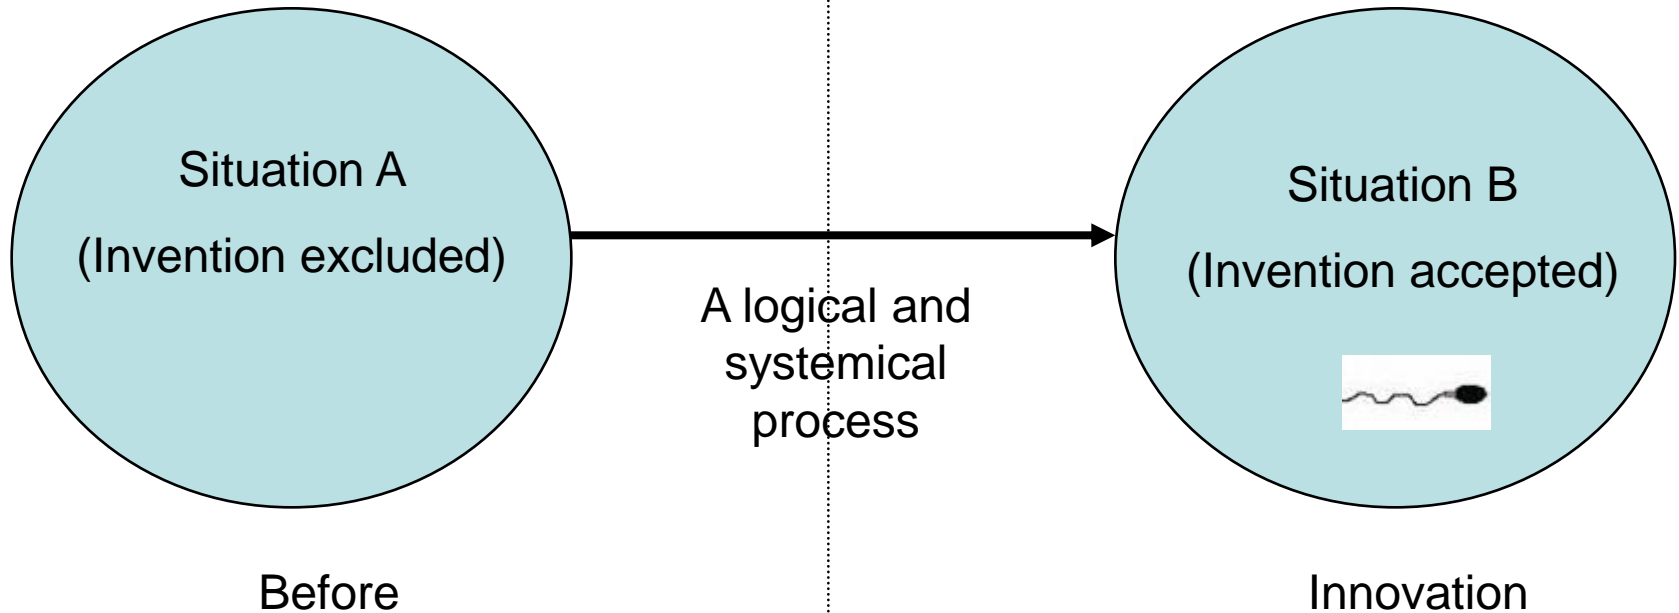 Situation A
(Invention excluded)
A logical and
systemical
process
Situation B
(Invention accepted)
Before
Innovation